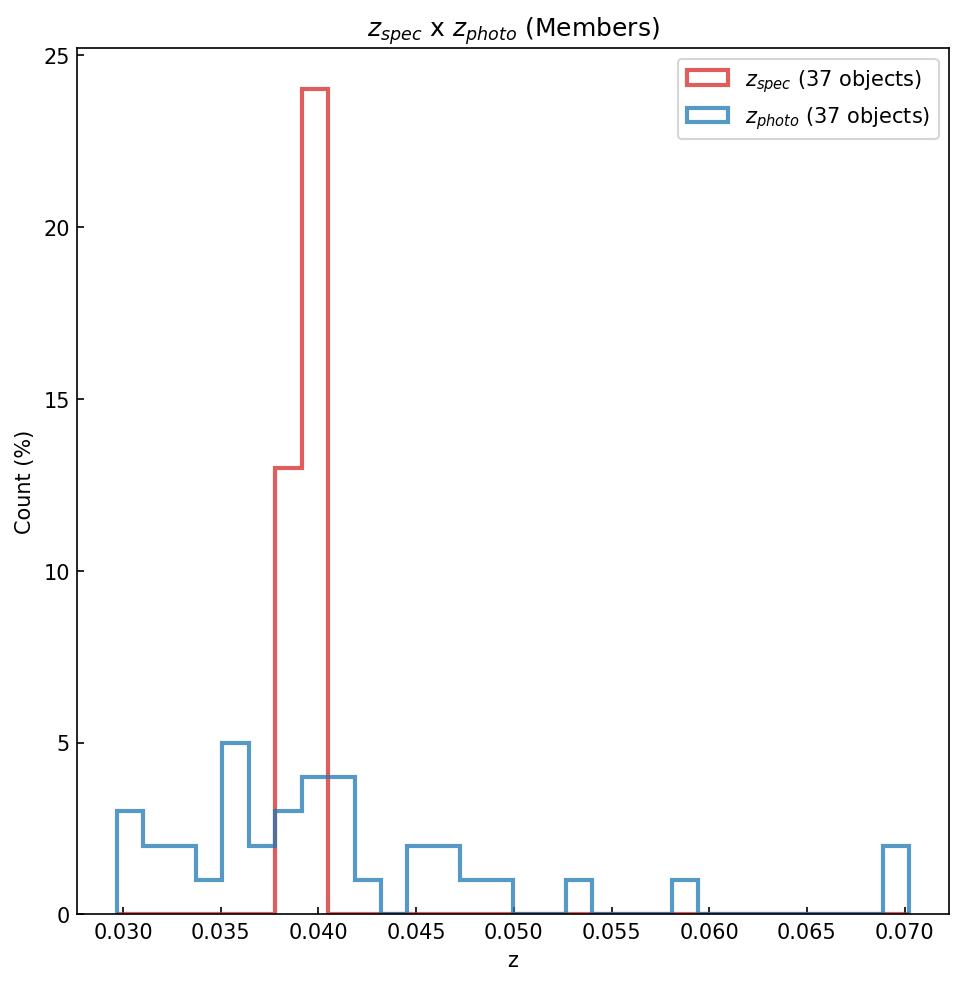 z_spec x z_photo (Members)
z_spec (37 objects)
z_photo (37 objects)
Count (%)
25
20
15
10
5
0
0.030 0.035 0.040 0.045 0.050 0.055 0.060 0.065 0.070
z